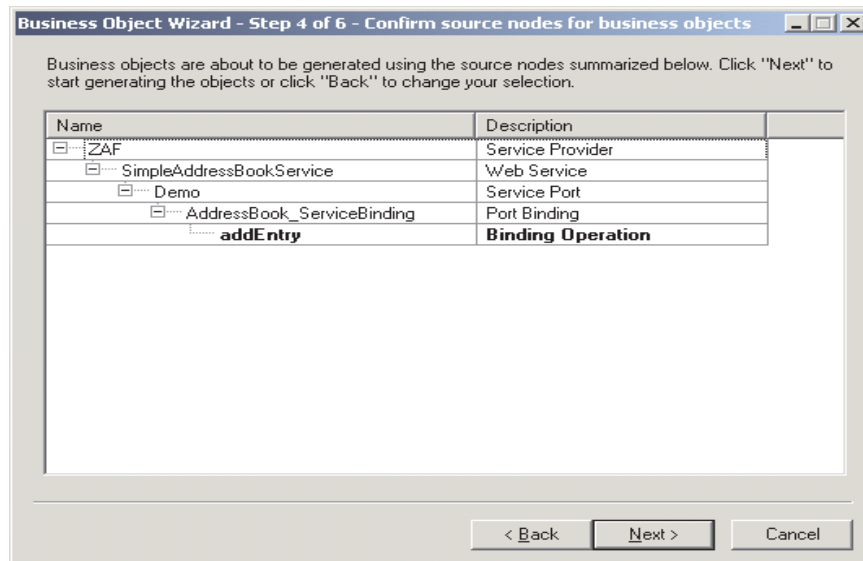 Business Object Wizard - Step 4 of 6 - Confirm source nodes for business objects
Business objects are about to be generated using the source nodes summarized below. Click "Next" to
start generating the objects or click "Back" to change your selection.
Name Description
ZAF Service Provider
SimpleAddressBookService Web Service
Demo Service Port
AddressBook_ServiceBinding Port Binding
addEntry Binding Operation
< Back Next > Cancel